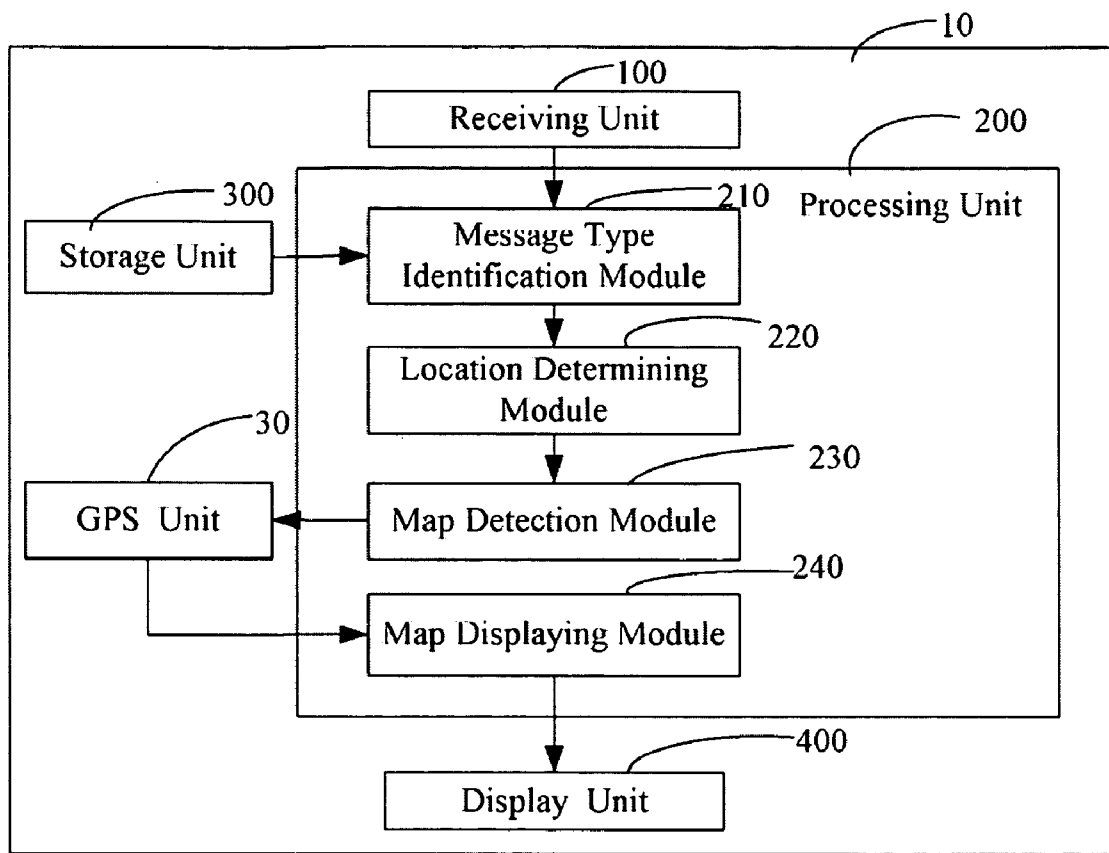 10
100
Receiving Unit
200
Processing Unit
300
Storage Unit
210
Message Type
Identification Module
220
Location Determining
Module
30
GPS Unit
230
Map Detection Module
240
Map Displaying Module
400
Display Unit